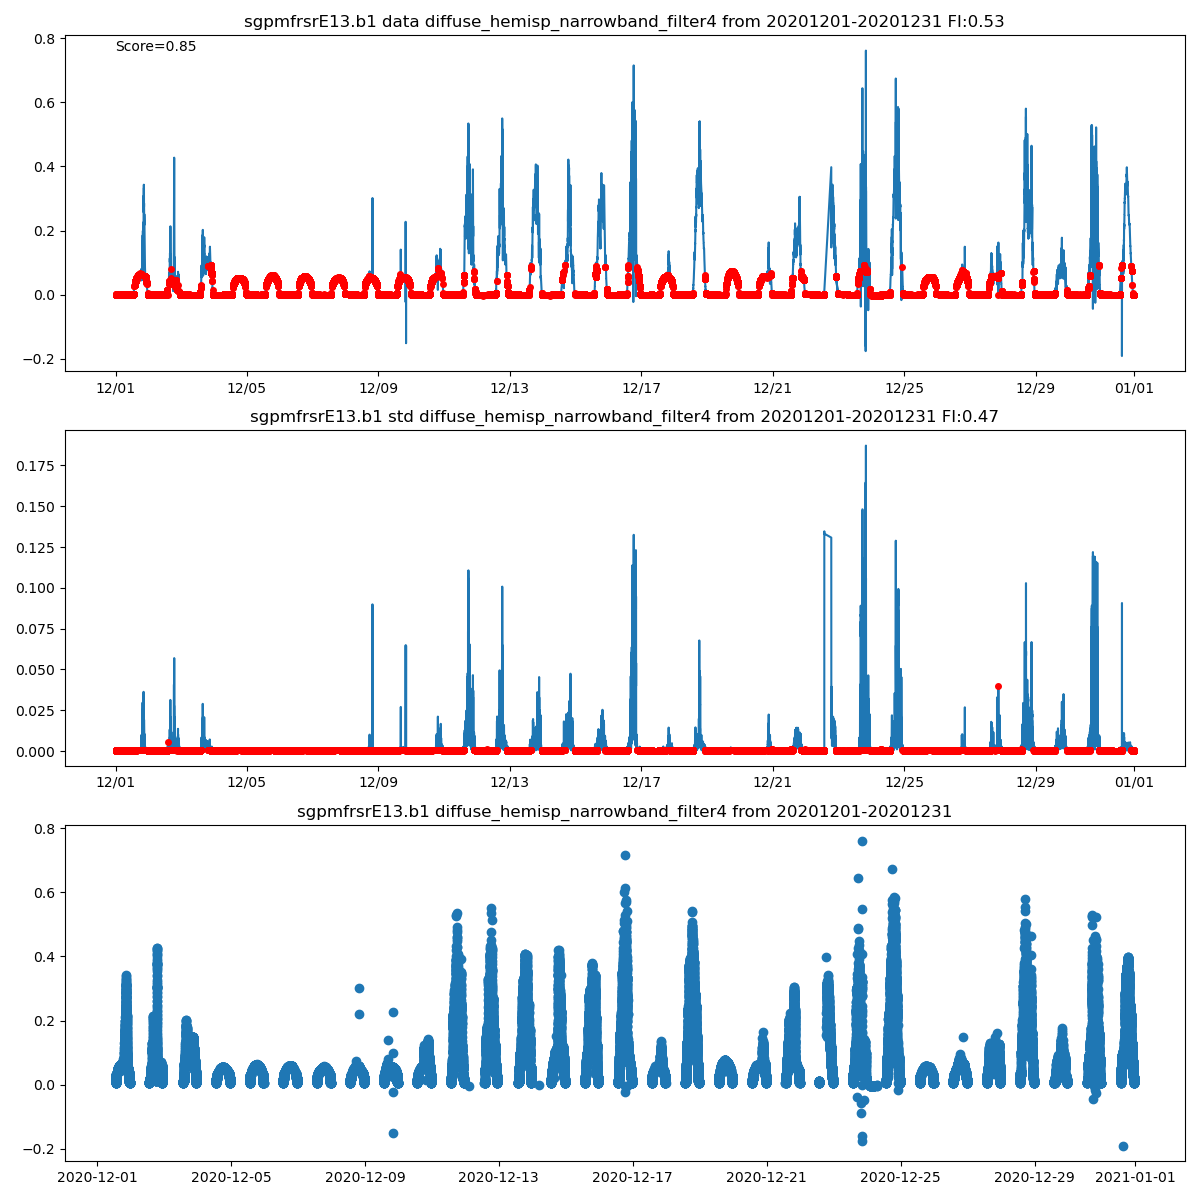 sgpmfrsrE13.b1 data diffuse_hemisp_narrowband_filter4 from 20201201-20201231 FI:0.53
Score=0.85
0.8
0.6
0.4
0.2
0.0
−0.2
12/01 12/05 12/09 12/13 12/17 12/21 12/25 12/29 01/01
sgpmfrsrE13.b1 std diffuse_hemisp_narrowband_filter4 from 20201201-20201231 FI:0.47
0.175
0.150
0.125
0.100
0.075
0.050
0.025
0.000
12/01 12/05 12/09 12/13 12/17 12/21 12/25 12/29 01/01
sgpmfrsrE13.b1 diffuse_hemisp_narrowband_filter4 from 20201201-20201231
0.8
0.6
0.4
0.2
0.0
−0.2
2020-12-01 2020-12-05 2020-12-09 2020-12-13 2020-12-17 2020-12-21 2020-12-25 2020-12-29 2021-01-01